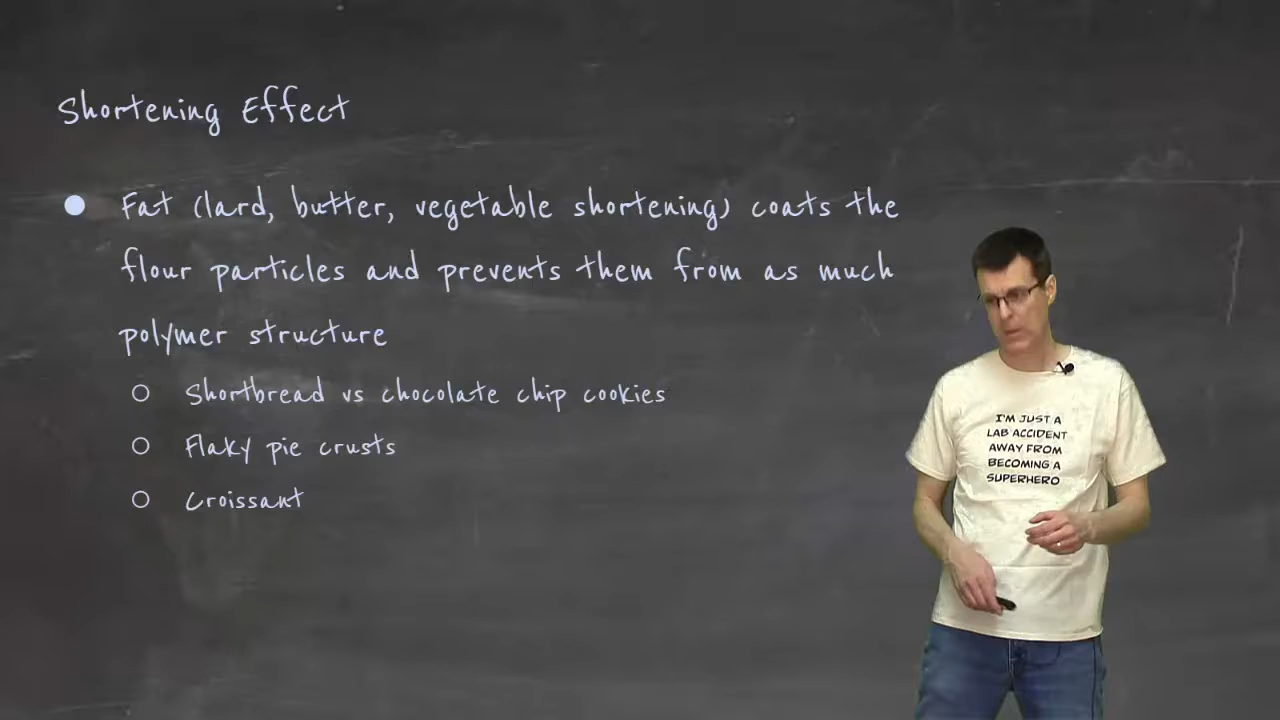 Shortening Effect
Fat (lard, butter, vegetable shortening) coats the
flour particles and prevents them from as much
polymer structure
Shortbread vs chocolate chip cookies
Flaky pie crusts
Croissant
I'M JUST A
LAB ACCIDENT
AWAY FROM
BECOMING A
SUPERHERO